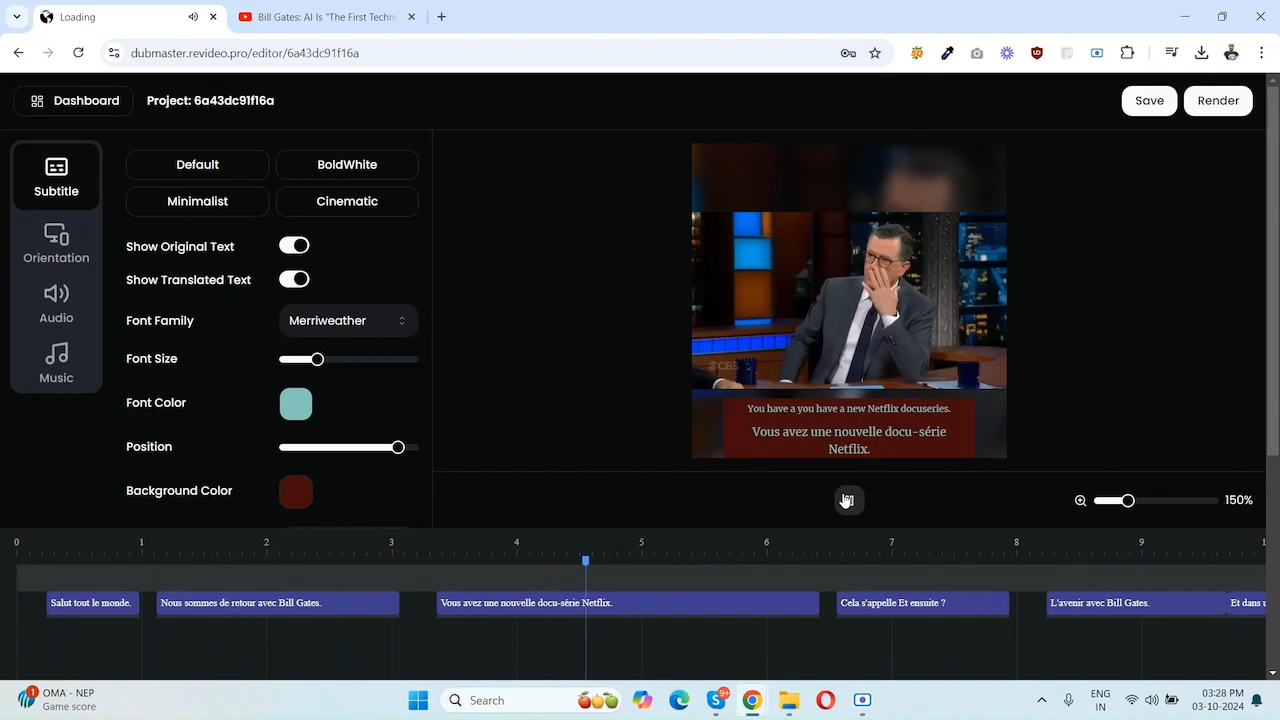 Loading
Bill Gates: AI Is "The First Techn
dubmaster.revideo.pro/editor/6a43dc91f16a
Dashboard
Project: 6a43dc91f16a
Save
Render
Subtitle
Orientation
Audio
Music
Default
BoldWhite
Minimalist
Cinematic
Show Original Text
Show Translated Text
Font Family
Merriweather
Font Size
Font Color
Position
Background Color
CBS
You have a you have a new Netflix docuseries.
Vous avez une nouvelle docu-série
Netflix.
150%
0 1 2 3 4 5 6 7 8 9 1
Salut tout le monde.
Nous sommes de retour avec Bill Gates.
Vous avez une nouvelle docu-série Netflix.
Cela s'appelle Et ensuite ?
L'avenir avec Bill Gates.
Et dans u
1
OMA - NEP
Game score
Search
9+
ENG
IN
03:28 PM
03-10-2024